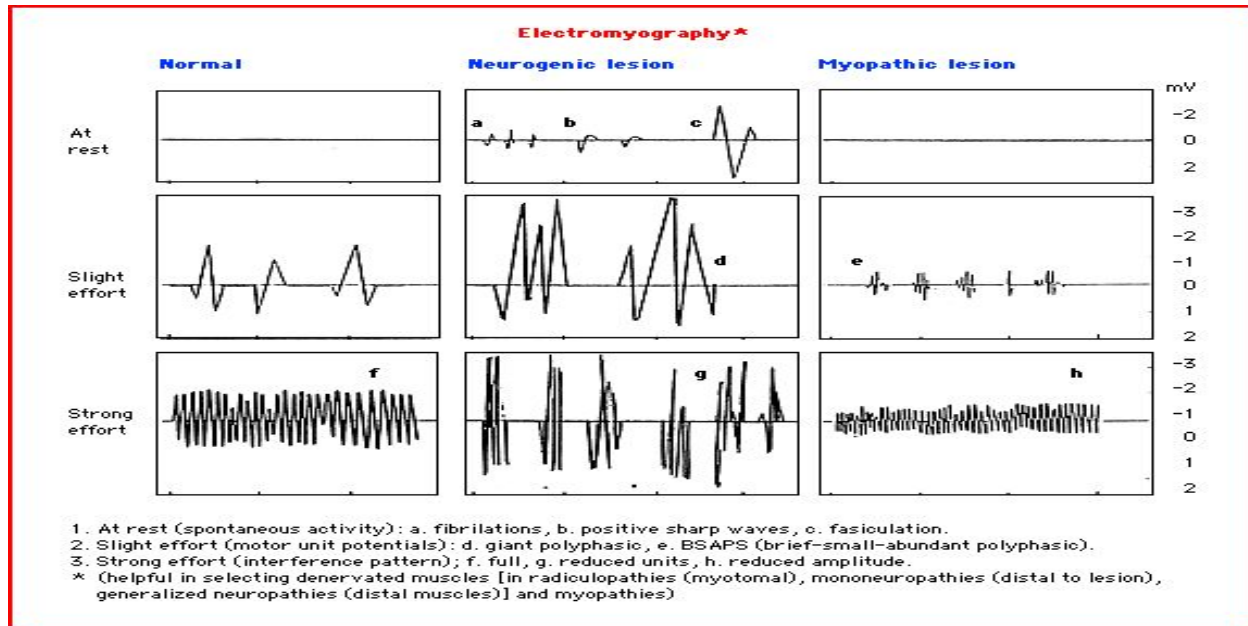 Electromyography*
Normal
Neurogenic lesion
Myopathic lesion
mV
At
rest
a
b
c
-2
0
2
Slight
effort
d
e
-3
-2
-1
0
1
2
Strong
effort
f
g
h
-3
-2
-1
0
1
2
1. At rest (spontaneous activity): a. fibrilations, b. positive sharp waves, c. fasiculation.
2. Slight effort (motor unit potentials): d. giant polyphasic, e. BSAPS (brief-small-abundant polyphasic).
3. Strong effort (interference pattern); f. full, g. reduced units, h. reduced amplitude.
* (helpful in selecting denervated muscles [in radiculopathies (myotomal), mononeuropathies (distal to lesion),
generalized neuropathies (distal muscles)] and myopathies)